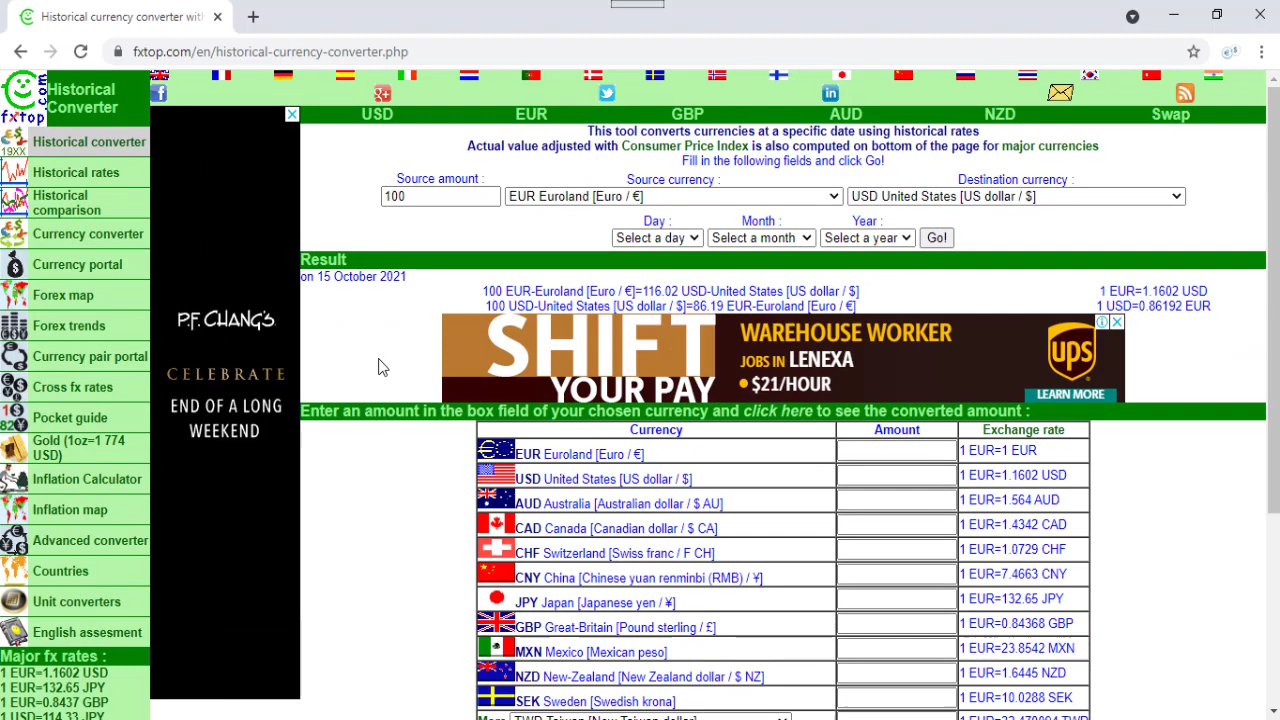 Historical currency converter with
fxtop.com/en/historical-currency-converter.php
fxtop.com
Historical Converter
USD EUR GBP AUD NZD Swap
This tool converts currencies at a specific date using historical rates
Actual value adjusted with Consumer Price Index is also computed on bottom of the page for major currencies
Fill in the following fields and click Go!
Source amount : Source currency : Destination currency :
100 EUR Euroland [Euro / €] USD United States [US dollar / $]
Day : Month : Year :
Select a day Select a month Select a year Go!
Result
on 15 October 2021
100 EUR-Euroland [Euro / €]=116.02 USD-United States [US dollar / $] 1 EUR=1.1602 USD
100 USD-United States [US dollar / $]=86.19 EUR-Euroland [Euro / €] 1 USD=0.86192 EUR
SHIFT
YOUR PAY
WAREHOUSE WORKER
JOBS IN LENEXA
• $21/HOUR
ups
LEARN MORE
Enter an amount in the box field of your chosen currency and click here to see the converted amount :
Currency Amount Exchange rate
EUR Euroland [Euro / €] 1 EUR=1 EUR
USD United States [US dollar / $] 1 EUR=1.1602 USD
AUD Australia [Australian dollar / $ AU] 1 EUR=1.564 AUD
CAD Canada [Canadian dollar / $ CA] 1 EUR=1.4342 CAD
CHF Switzerland [Swiss franc / F CH] 1 EUR=1.0729 CHF
CNY China [Chinese yuan renminbi (RMB) / ¥] 1 EUR=7.4663 CNY
JPY Japan [Japanese yen / ¥] 1 EUR=132.65 JPY
GBP Great-Britain [Pound sterling / £] 1 EUR=0.84368 GBP
MXN Mexico [Mexican peso] 1 EUR=23.8542 MXN
NZD New-Zealand [New Zealand dollar / $ NZ] 1 EUR=1.6445 NZD
SEK Sweden [Swedish krona] 1 EUR=10.0288 SEK
TWD Taiwan [New Taiwan dollar]
19XX
Historical converter
Historical rates
Historical
comparison
Currency converter
Currency portal
Forex map
Forex trends
Currency pair portal
Cross fx rates
Pocket guide
Gold (1oz=1 774
USD)
Inflation Calculator
Inflation map
Advanced converter
Countries
Unit converters
English assesment
Major fx rates :
1 EUR=1.1602 USD
1 EUR=132.65 JPY
1 EUR=0.8437 GBP
1 USD=114.33 JPY
P.F. CHANG'S
CELEBRATE
END OF A LONG
WEEKEND